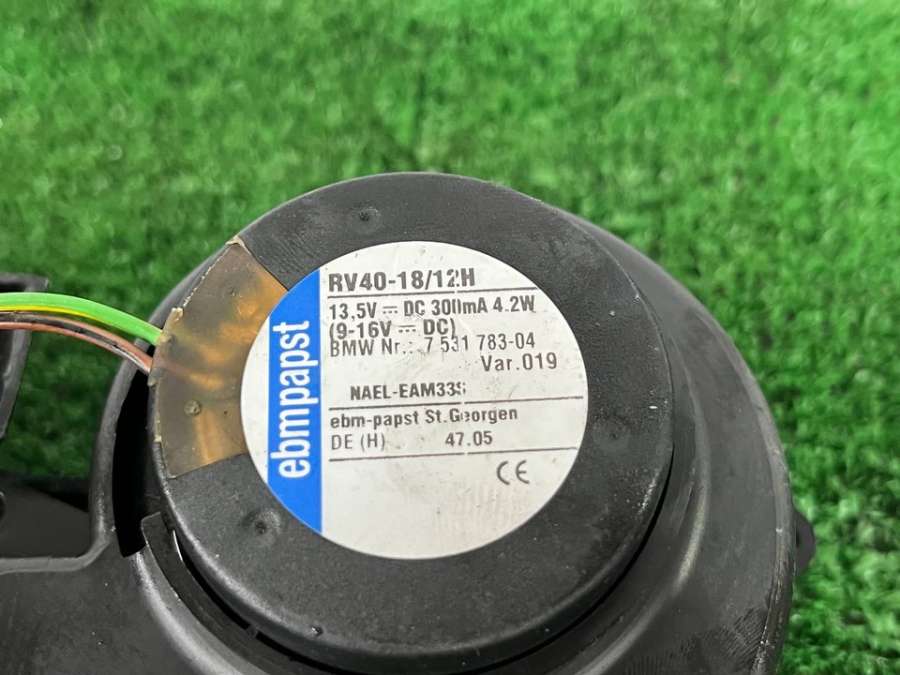 ebmpapst
RV40-18/12H
13,5V ⎓ DC 300mA 4.2W
(9-16V ⎓ DC)
BMW Nr.: 7 531 783-04
Var.019
NAEL-EAM33S
ebm-papst St.Georgen
DE (H) 47.05
CE